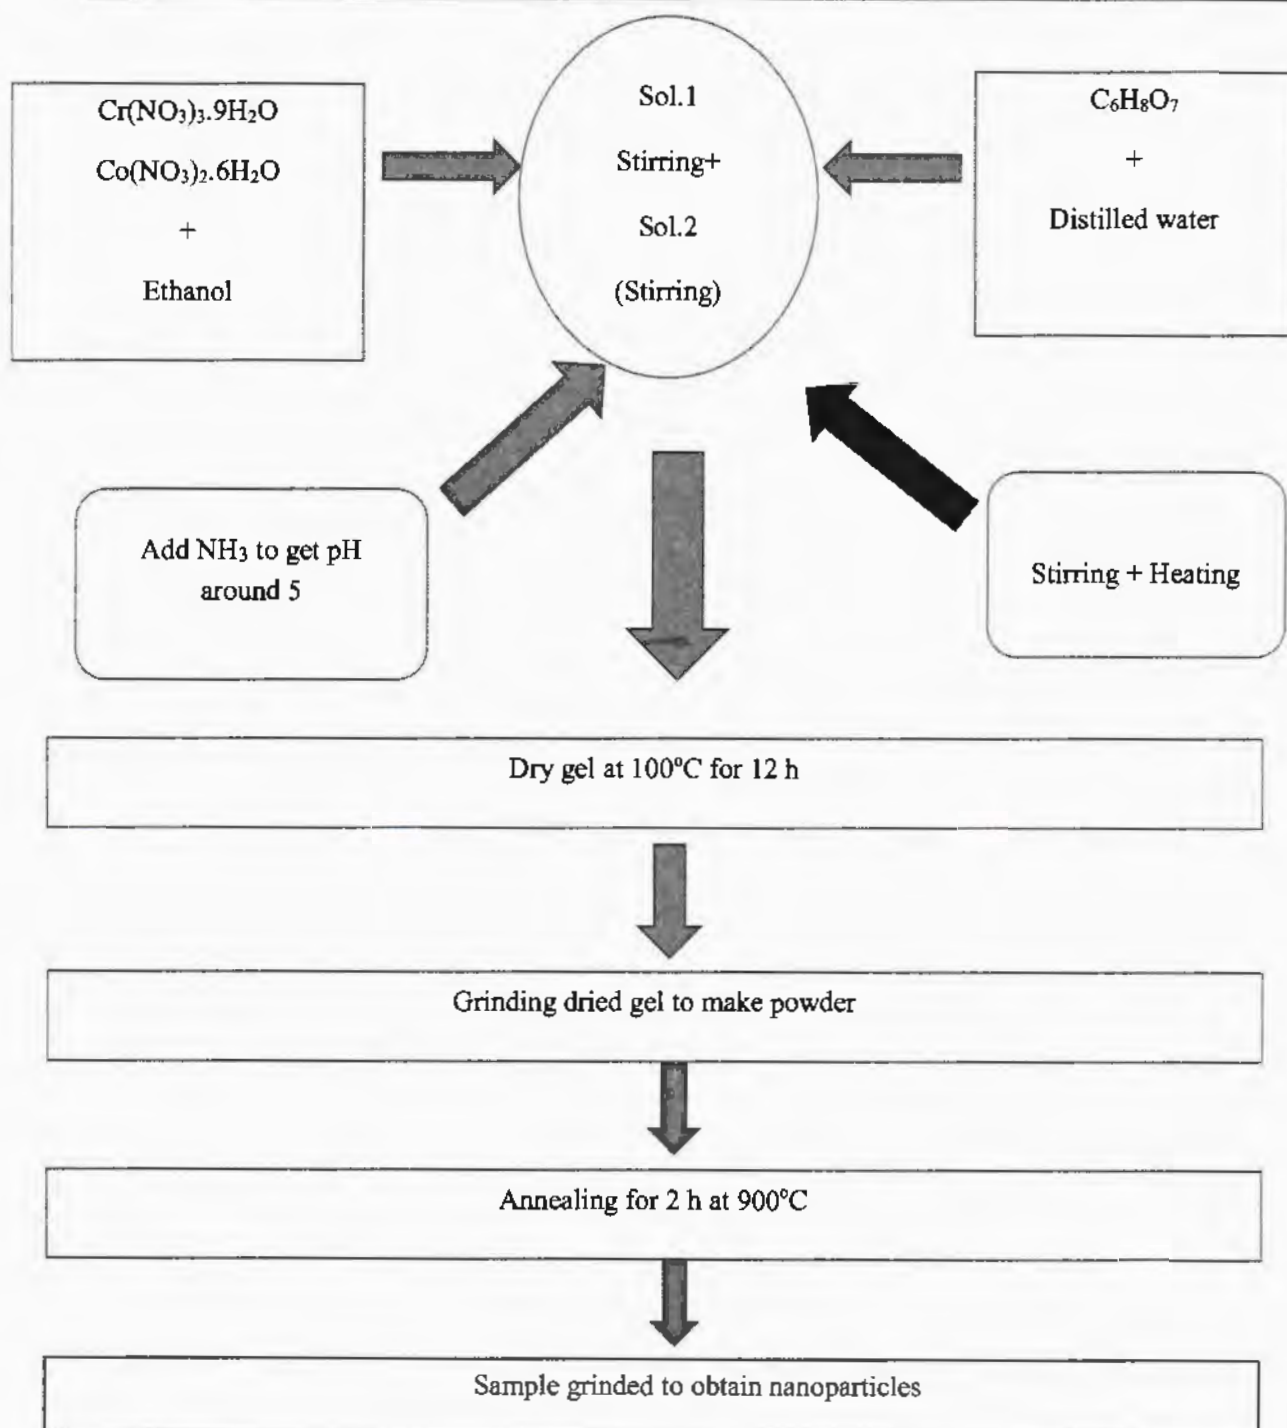 Cr(NO₃)₃.9H₂O
Co(NO₃)₂.6H₂O
+
Ethanol
Sol.1
Stirring+
Sol.2
(Stirring)
C₆H₈O₇
+
Distilled water
Add NH₃ to get pH
around 5
Stirring + Heating
Dry gel at 100°C for 12 h
Grinding dried gel to make powder
Annealing for 2 h at 900°C
Sample grinded to obtain nanoparticles